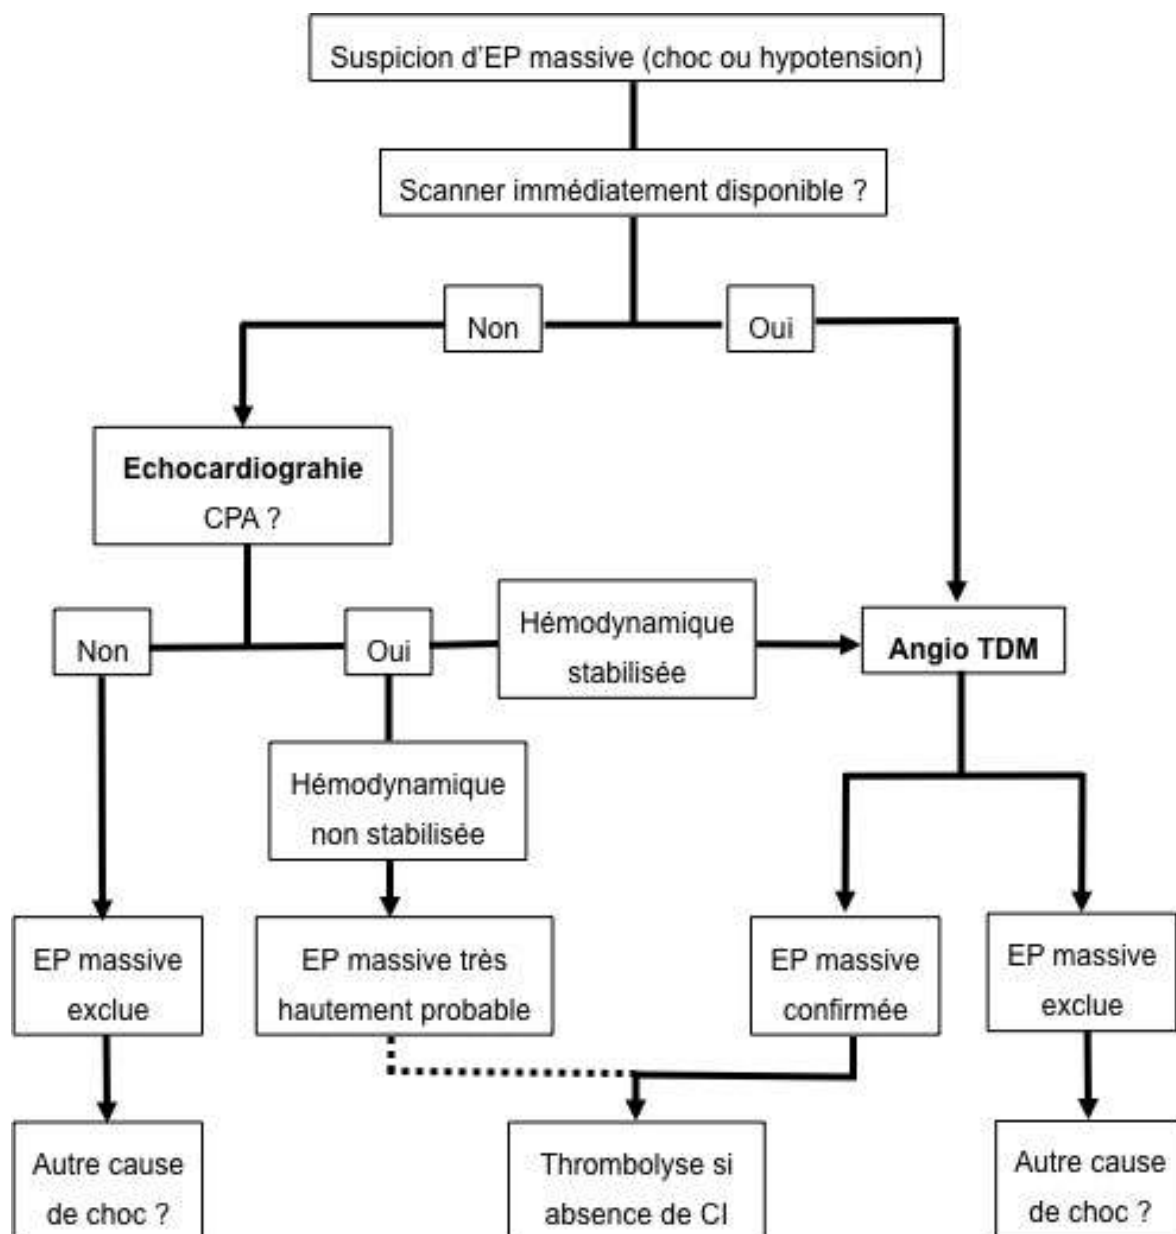 Suspicion d'EP massive (choc ou hypotension)
Scanner immédiatement disponible ?
Non
Oui
Echocardiograhie
CPA ?
Non
Oui
Hémodynamique
stabilisée
Angio TDM
Hémodynamique
non stabilisée
EP massive
exclue
EP massive très
hautement probable
EP massive
confirmée
EP massive
exclue
Autre cause
de choc ?
Thrombolyse si
absence de CI
Autre cause
de choc ?